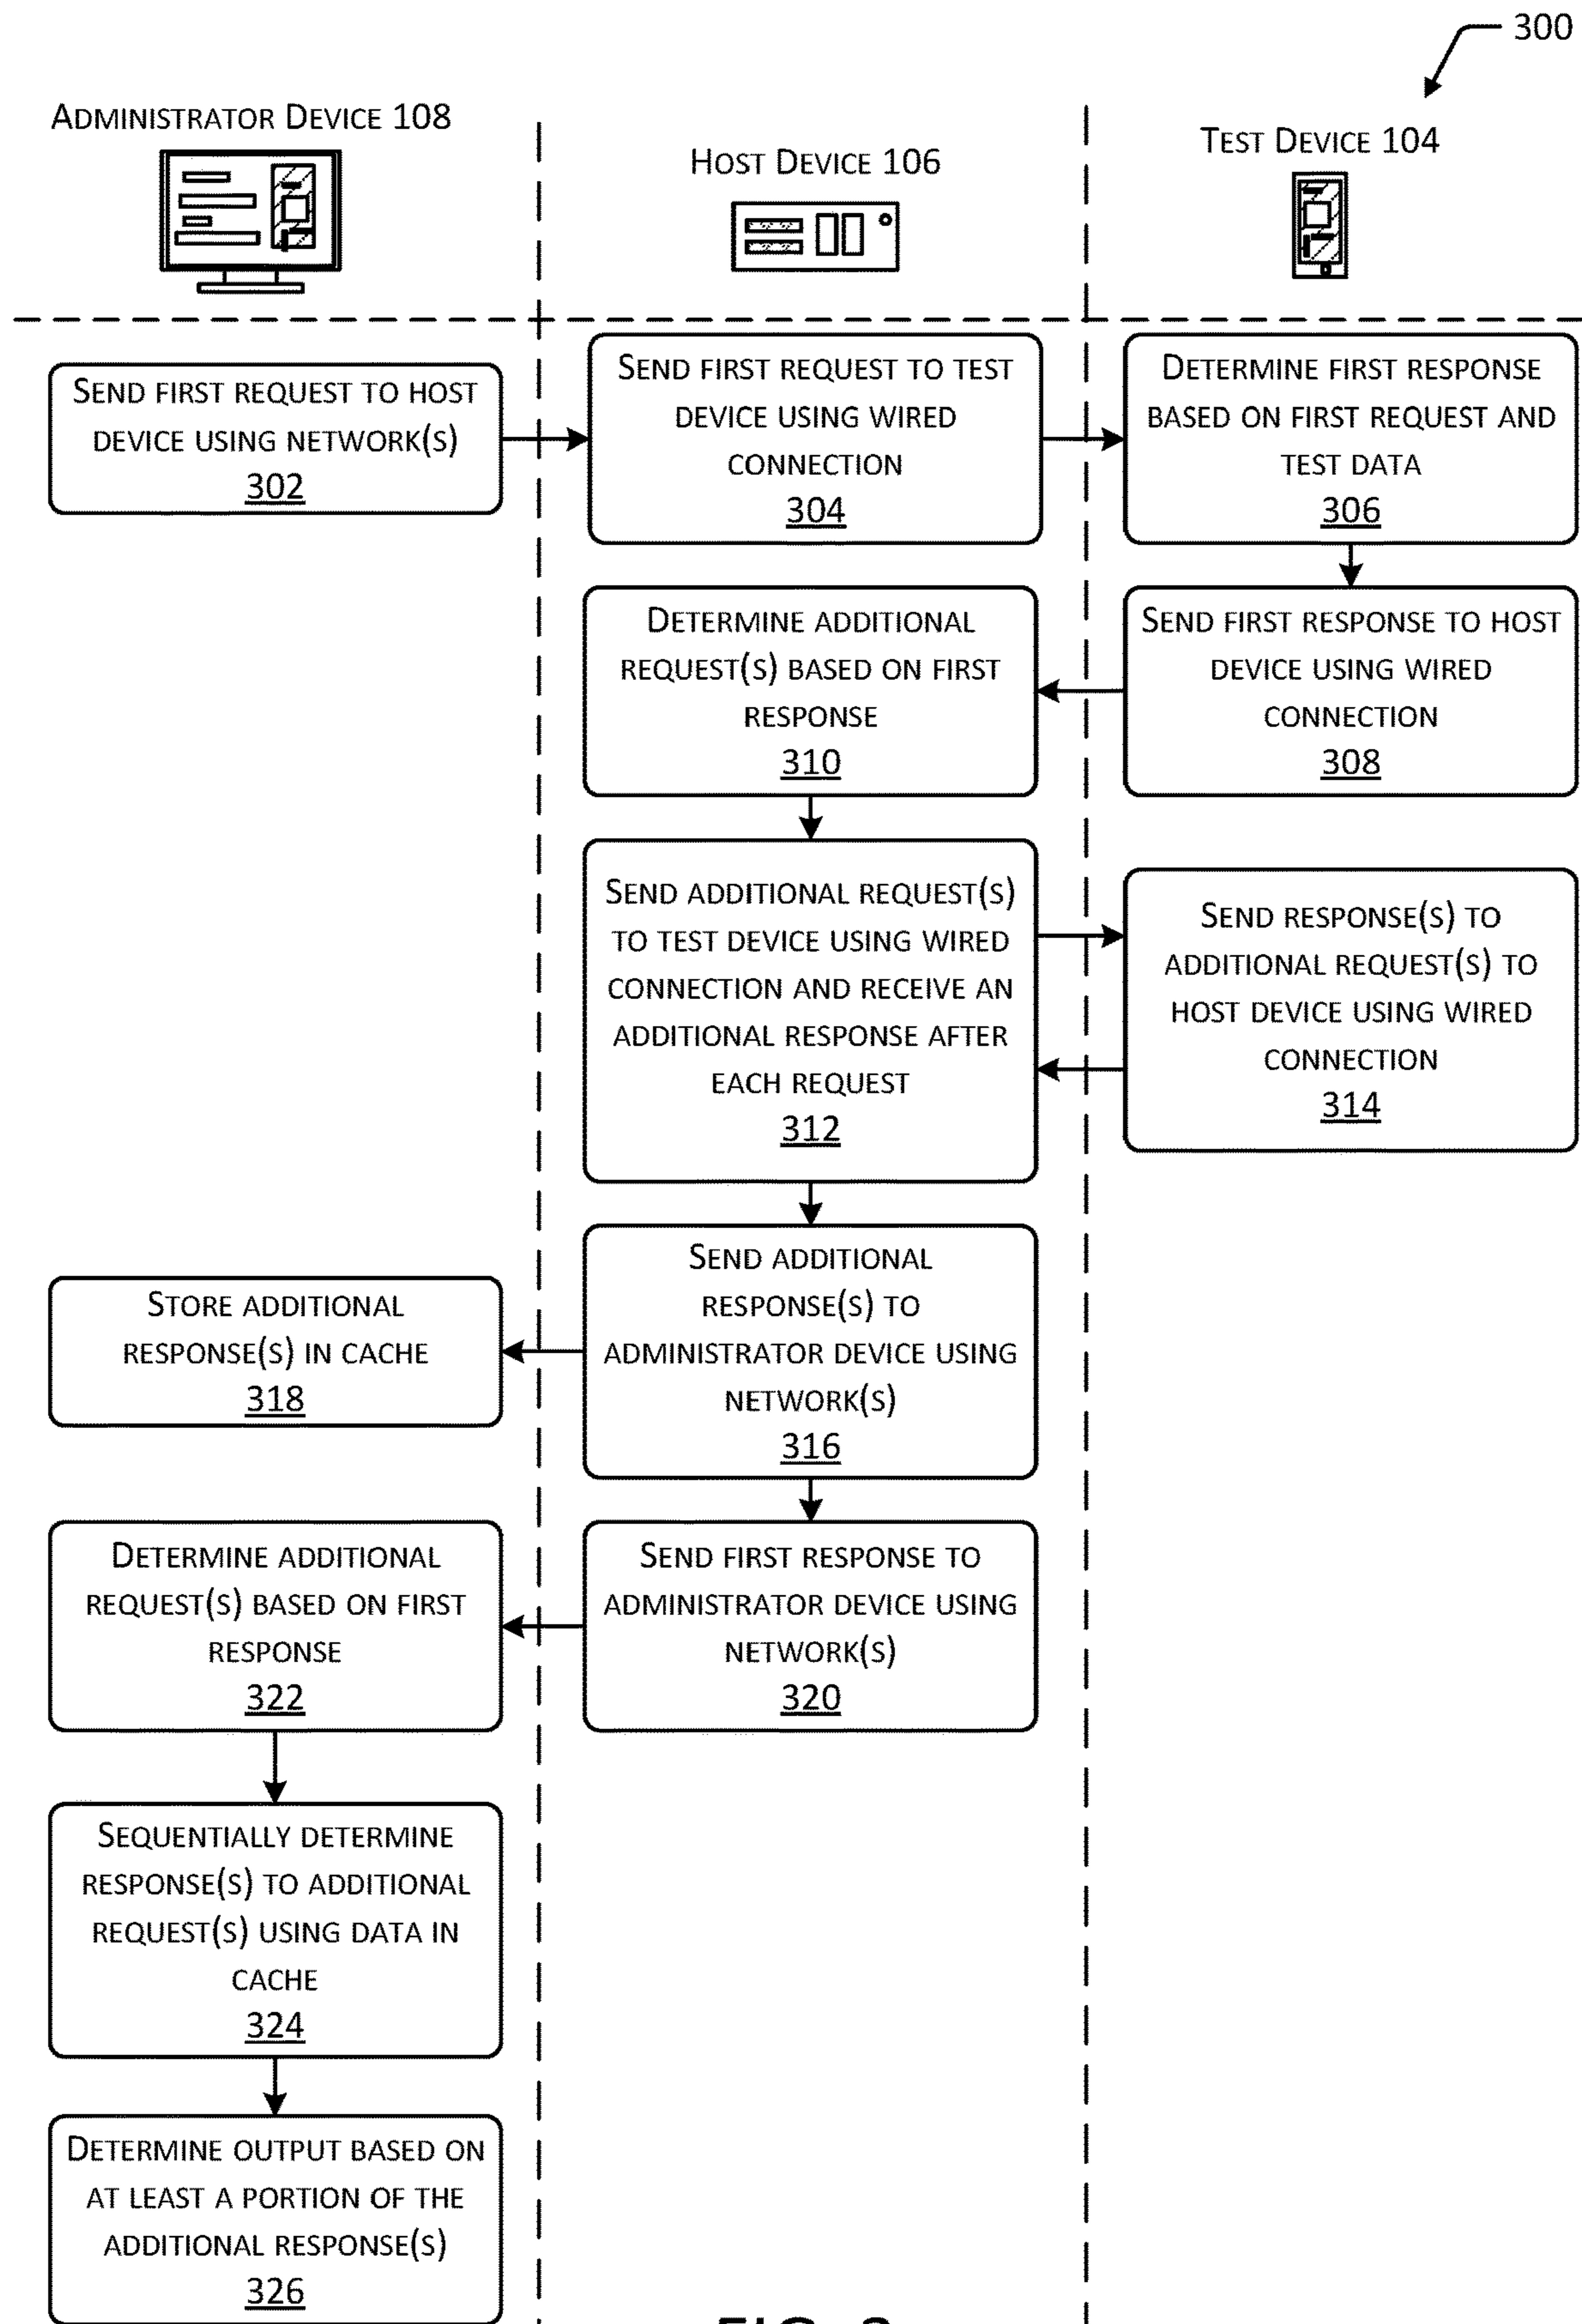 300
ADMINISTRATOR DEVICE 108
HOST DEVICE 106
TEST DEVICE 104
SEND FIRST REQUEST TO HOST
DEVICE USING NETWORK(S)
302
SEND FIRST REQUEST TO TEST
DEVICE USING WIRED
CONNECTION
304
DETERMINE FIRST RESPONSE
BASED ON FIRST REQUEST AND
TEST DATA
306
SEND FIRST RESPONSE TO HOST
DEVICE USING WIRED
CONNECTION
308
DETERMINE ADDITIONAL
REQUEST(S) BASED ON FIRST
RESPONSE
310
SEND ADDITIONAL REQUEST(S)
TO TEST DEVICE USING WIRED
CONNECTION AND RECEIVE AN
ADDITIONAL RESPONSE AFTER
EACH REQUEST
312
SEND RESPONSE(S) TO
ADDITIONAL REQUEST(S) TO
HOST DEVICE USING WIRED
CONNECTION
314
SEND ADDITIONAL
RESPONSE(S) TO
ADMINISTRATOR DEVICE USING
NETWORK(S)
316
STORE ADDITIONAL
RESPONSE(S) IN CACHE
318
SEND FIRST RESPONSE TO
ADMINISTRATOR DEVICE USING
NETWORK(S)
320
DETERMINE ADDITIONAL
REQUEST(S) BASED ON FIRST
RESPONSE
322
SEQUENTIALLY DETERMINE
RESPONSE(S) TO ADDITIONAL
REQUEST(S) USING DATA IN
CACHE
324
DETERMINE OUTPUT BASED ON
AT LEAST A PORTION OF THE
ADDITIONAL RESPONSE(S)
326